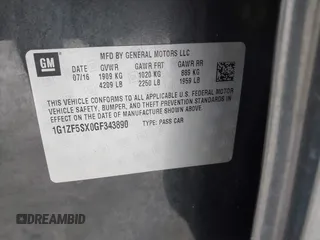 GM
MFD BY GENERAL MOTORS LLC
DATE GVWR GAWR FRT GAWR RR
07/16 1909 KG 1020 KG 889 KG
4209 LB 2250 LB 1959 LB
THIS VEHICLE CONFORMS TO ALL APPLICABLE U.S. FEDERAL MOTOR
VEHICLE SAFETY, BUMPER, AND THEFT PREVENTION STANDARDS IN
EFFECT ON THE DATE OF MANUFACTURE SHOWN ABOVE.
1G1ZF5SX0GF343890 TYPE: PASS CAR
DREAMBID